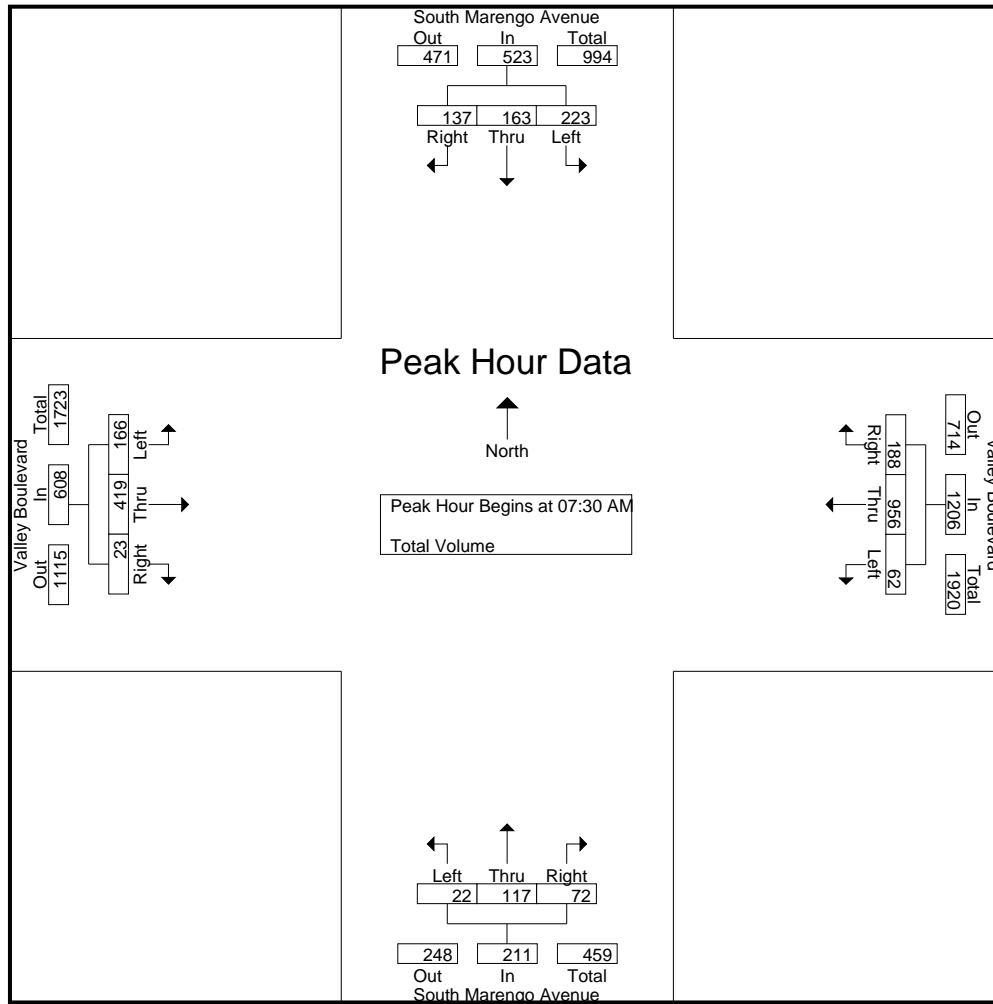 South Marengo Avenue
Out In Total
471 523 994
137 163 223
Right Thru Left
Peak Hour Data
North
Peak Hour Begins at 07:30 AM
Total Volume
Valley Boulevard
Out In Total
1115 608 1723
23 419 166
Right Thru Left
Valley Boulevard
Out In Total
714 1206 1920
188 956 62
Right Thru Left
Left Thru Right
22 117 72
248 211 459
Out In Total
South Marengo Avenue